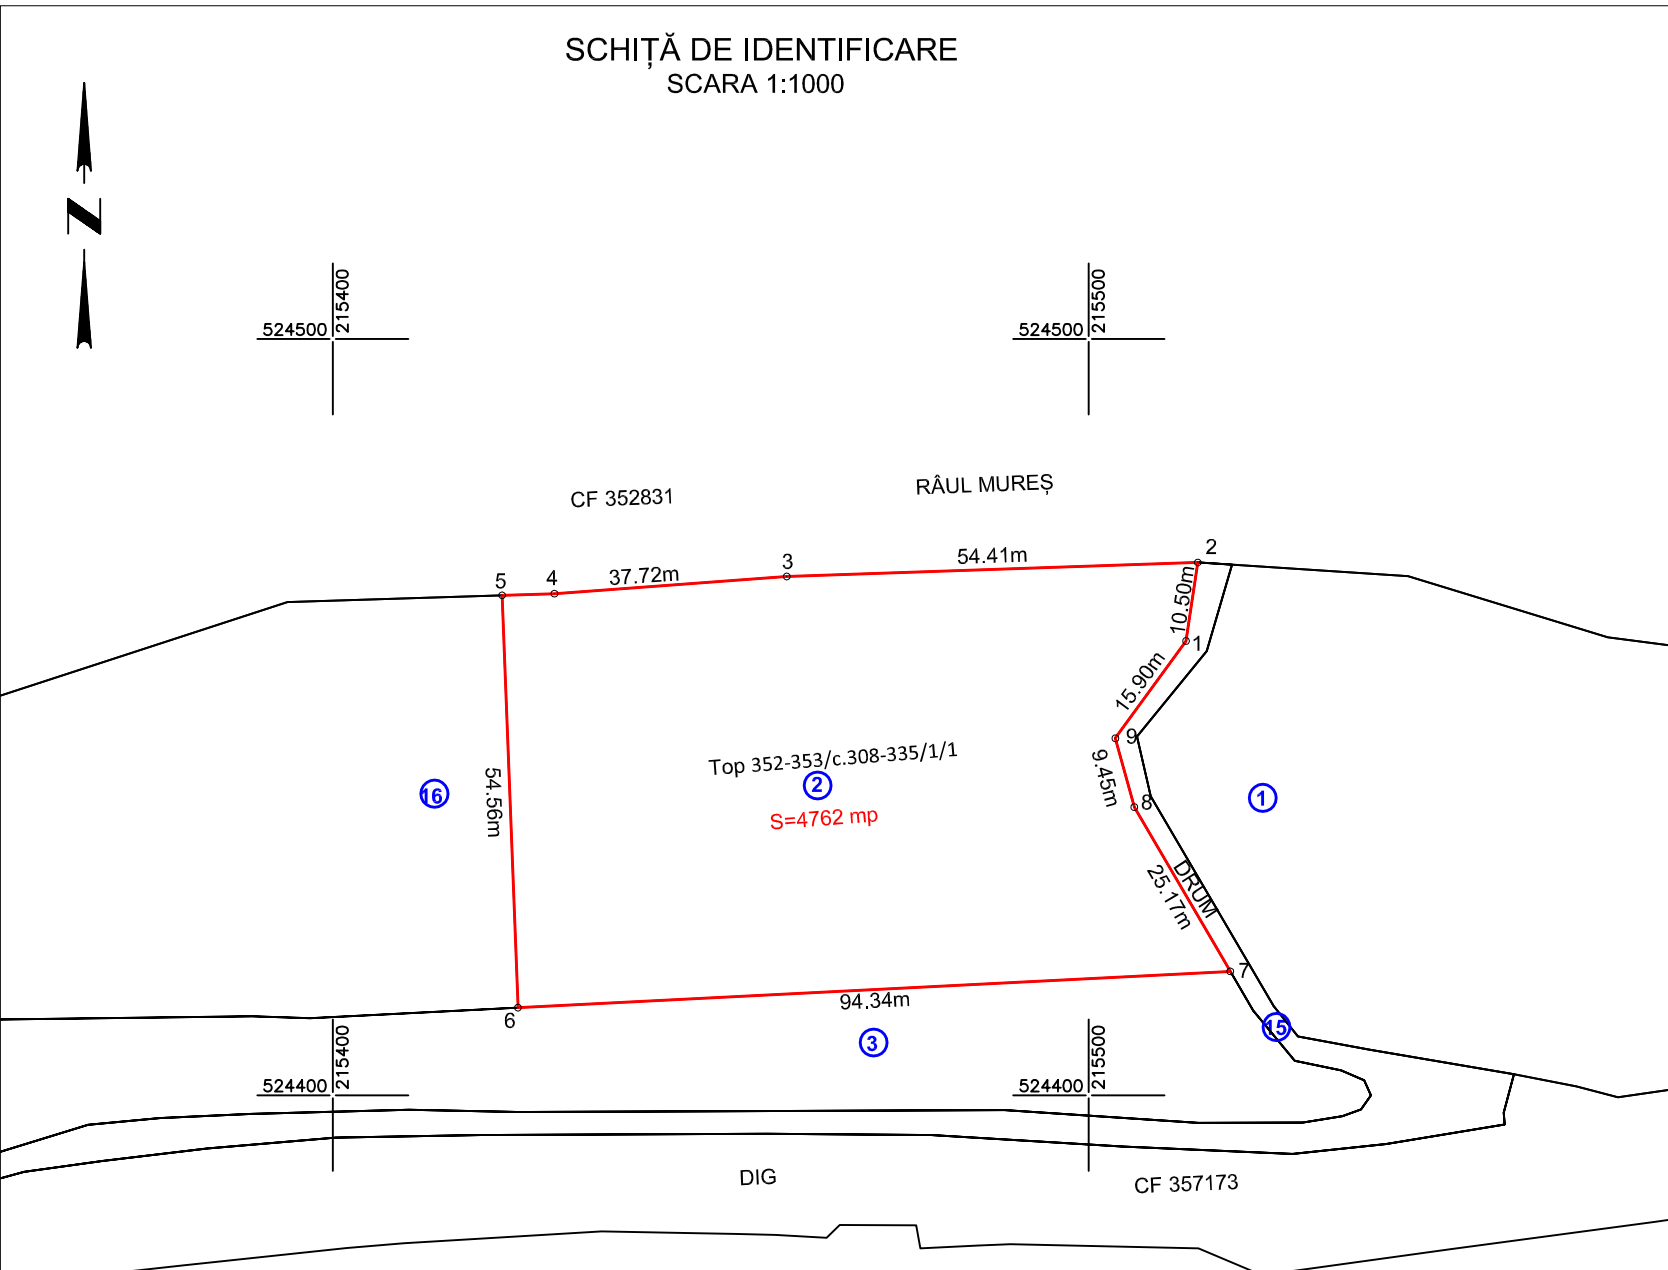 SCHIȚĂ DE IDENTIFICARE
SCARA 1:1000
N
524500
215400
524500
215500
CF 352831
RÂUL MUREȘ
5
4
37.72m
3
54.41m
2
10.50m
1
15.90m
9
9.45m
8
Top 352-353/c.308-335/1/1
2
S=4762 mp
16
54.56m
1
DRUM
25.17m
7
94.34m
6
3
15
524400
215400
524400
215500
DIG
CF 357173